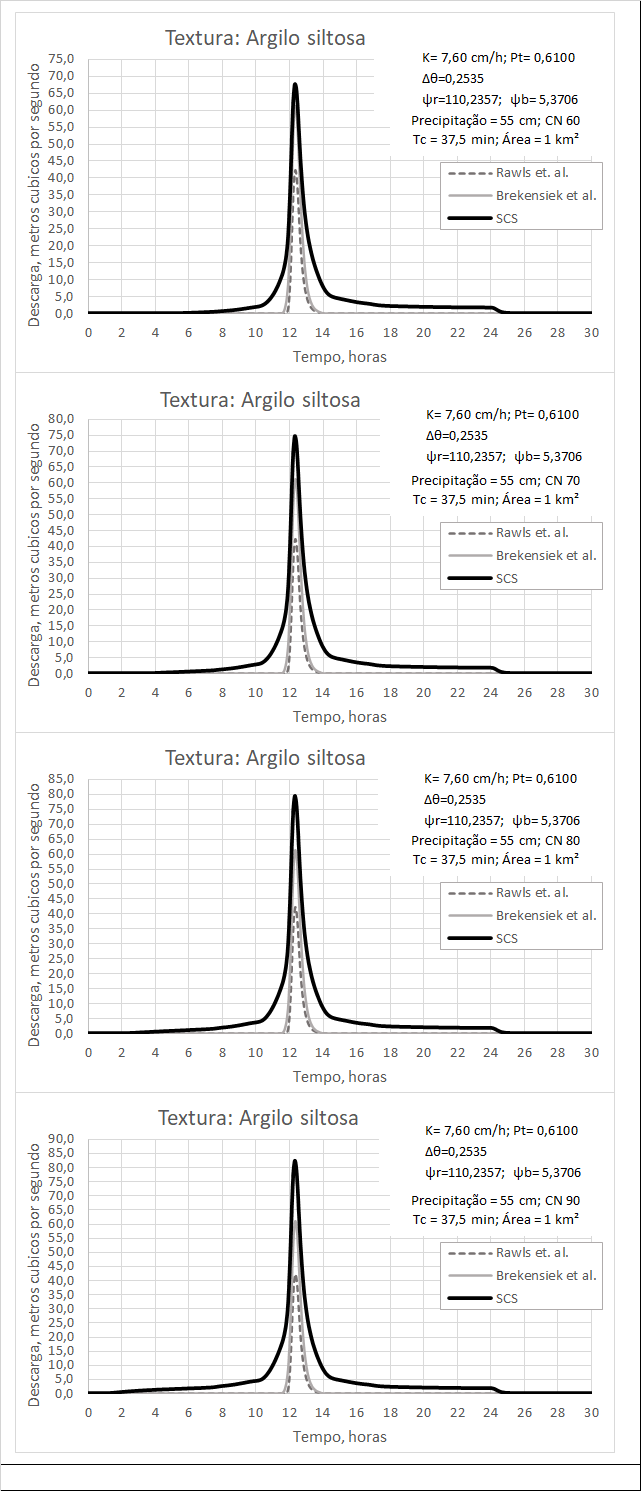 Textura: Argilo siltosa
K= 7,60 cm/h; Pt= 0,6100
Δθ=0,2535
ψr=110,2357; ψb= 5,3706
Precipitação = 55 cm; CN 60
Tc = 37,5 min; Área = 1 km²
Rawls et. al.
Brekensiek et al.
SCS
Descarga, metros cubicos por segundo
75,0
70,0
65,0
60,0
55,0
50,0
45,0
40,0
35,0
30,0
25,0
20,0
15,0
10,0
5,0
0,0
0 2 4 6 8 10 12 14 16 18 20 22 24 26 28 30
Tempo, horas
Textura: Argilo siltosa
K= 7,60 cm/h; Pt= 0,6100
Δθ=0,2535
ψr=110,2357; ψb= 5,3706
Precipitação = 55 cm; CN 70
Tc = 37,5 min; Área = 1 km²
Rawls et. al.
Brekensiek et al.
SCS
Descarga, metros cubicos por segundo
80,0
75,0
70,0
65,0
60,0
55,0
50,0
45,0
40,0
35,0
30,0
25,0
20,0
15,0
10,0
5,0
0,0
0 2 4 6 8 10 12 14 16 18 20 22 24 26 28 30
Tempo, horas
Textura: Argilo siltosa
K= 7,60 cm/h; Pt= 0,6100
Δθ=0,2535
ψr=110,2357; ψb= 5,3706
Precipitação = 55 cm; CN 80
Tc = 37,5 min; Área = 1 km²
Rawls et. al.
Brekensiek et al.
SCS
Descarga, metros cubicos por segundo
85,0
80,0
75,0
70,0
65,0
60,0
55,0
50,0
45,0
40,0
35,0
30,0
25,0
20,0
15,0
10,0
5,0
0,0
0 2 4 6 8 10 12 14 16 18 20 22 24 26 28 30
Tempo, horas
Textura: Argilo siltosa
K= 7,60 cm/h; Pt= 0,6100
Δθ=0,2535
ψr=110,2357; ψb= 5,3706
Precipitação = 55 cm; CN 90
Tc = 37,5 min; Área = 1 km²
Rawls et. al.
Brekensiek et al.
SCS
Descarga, metros cubicos por segundo
90,0
85,0
80,0
75,0
70,0
65,0
60,0
55,0
50,0
45,0
40,0
35,0
30,0
25,0
20,0
15,0
10,0
5,0
0,0
0 2 4 6 8 10 12 14 16 18 20 22 24 26 28 30
Tempo, horas